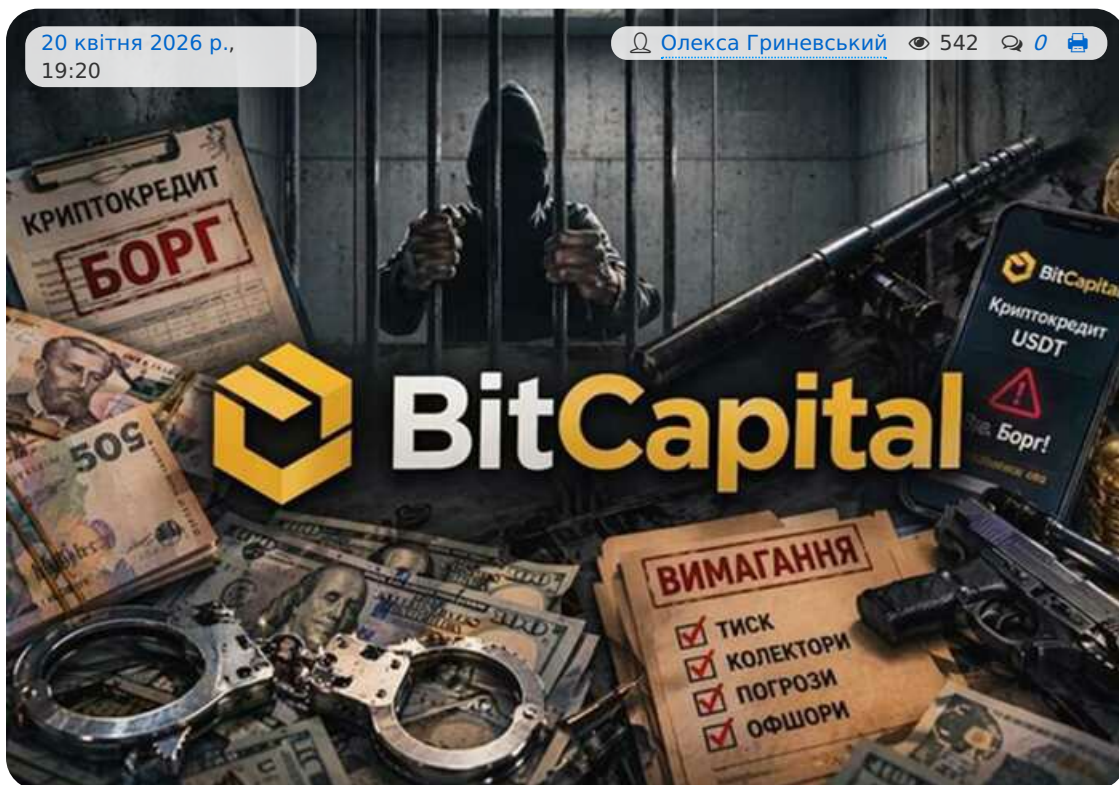 20 квітня 2026 р.,
19:20
Олекса Гриневський 542 0
КРИПТОКРЕДИТ
БОРГ
BitCapital
Криптокредит
USDT
Борг!
BitCapital
ВИМАГАННЯ
ТИСК
КОЛЕКТОРИ
ПОГРОЗИ
ОФШОРИ